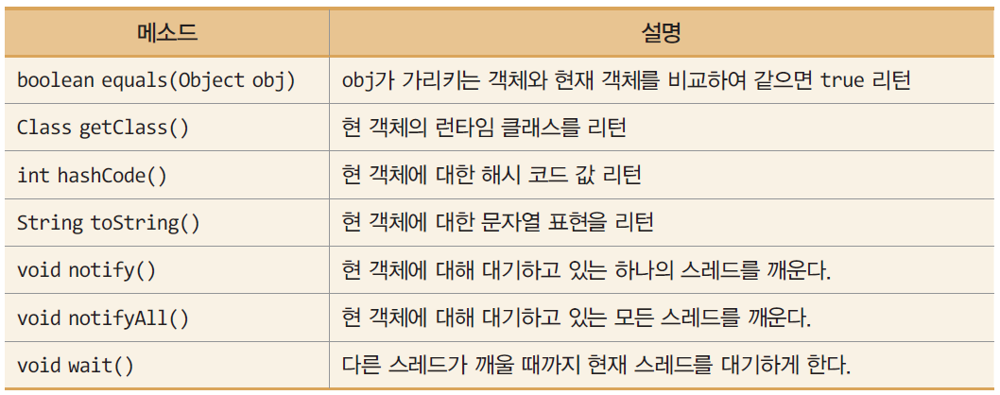 메소드 설명
boolean equals(Object obj) obj가 가리키는 객체와 현재 객체를 비교하여 같으면 true 리턴
Class getClass() 현 객체의 런타임 클래스를 리턴
int hashCode() 현 객체에 대한 해시 코드 값 리턴
String toString() 현 객체에 대한 문자열 표현을 리턴
void notify() 현 객체에 대해 대기하고 있는 하나의 스레드를 깨운다.
void notifyAll() 현 객체에 대해 대기하고 있는 모든 스레드를 깨운다.
void wait() 다른 스레드가 깨울 때까지 현재 스레드를 대기하게 한다.